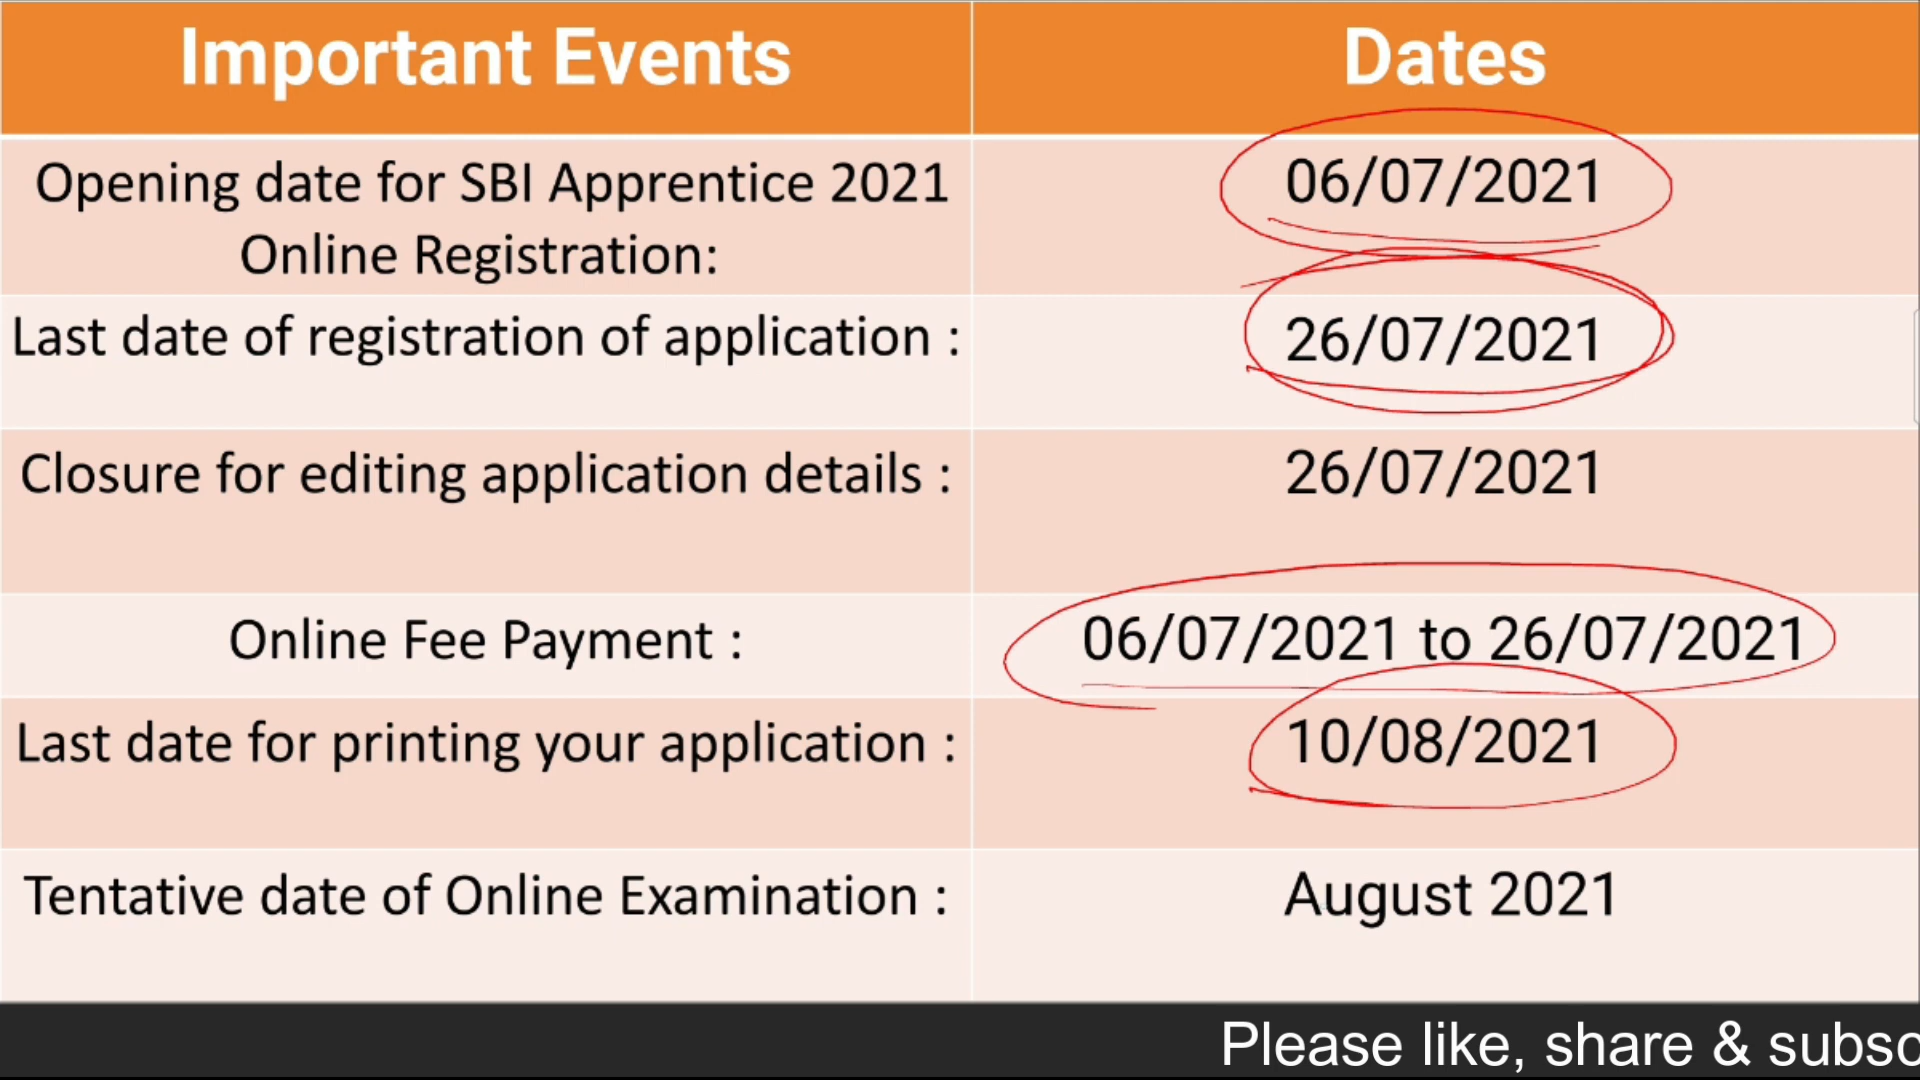 Important Events
Dates
Opening date for SBI Apprentice 2021
Online Registration:
06/07/2021
Last date of registration of application :
26/07/2021
Closure for editing application details :
26/07/2021
Online Fee Payment :
06/07/2021 to 26/07/2021
Last date for printing your application :
10/08/2021
Tentative date of Online Examination :
August 2021
Please like, share & subsc